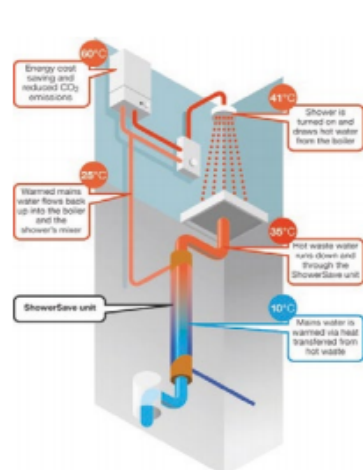 60°C
Energy cost
saving and
reduced CO₂
emissions
41°C
Shower is
turned on and
draws hot water
from the boiler
25°C
Warmed mains
water flows back
up into the boiler
and the
shower's mixer
35°C
Hot waste water
runs down and
through the
ShowerSave unit
ShowerSave unit
10°C
Mains water is
warmed via heat
transferred from
hot waste